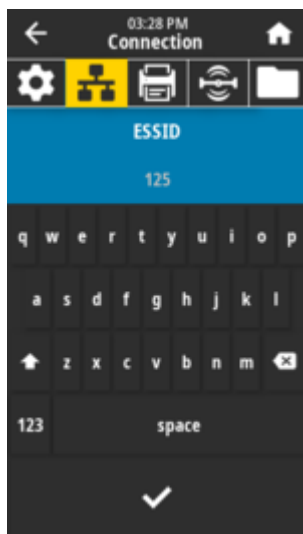 03:28 PM
Connection
ESSID
125
q w e r t y u i o p
a s d f g h j k l
z x c v b n m
123 space